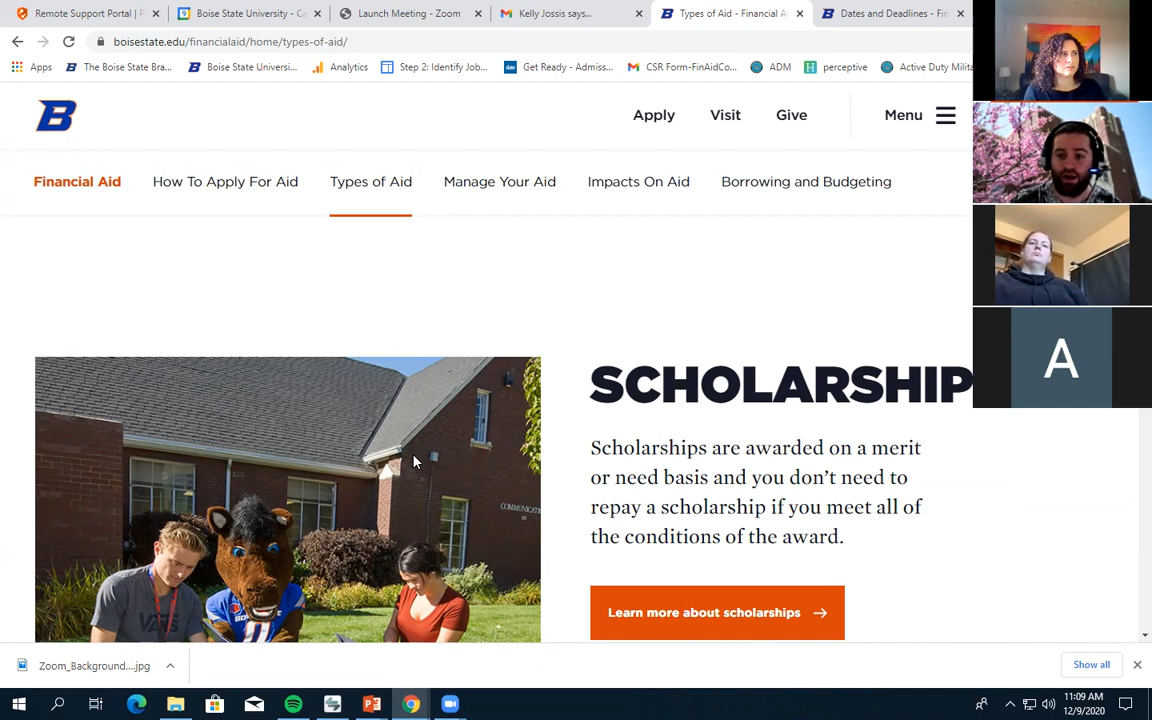 Remote Support Portal | P
Boise State University - Ca
Launch Meeting - Zoom
Kelly Jossis says...
Types of Aid - Financial A
Dates and Deadlines - Fin
boisestate.edu/financialaid/home/types-of-aid/
Apps
The Boise State Bra...
Boise State Universi...
Analytics
Step 2: Identify Job...
Get Ready - Admiss...
CSR Form-FinAidCo...
ADM
perceptive
Active Duty Milita
B
Apply
Visit
Give
Menu
Financial Aid
How To Apply For Aid
Types of Aid
Manage Your Aid
Impacts On Aid
Borrowing and Budgeting
A
SCHOLARSHIP
Scholarships are awarded on a merit
or need basis and you don’t need to
repay a scholarship if you meet all of
the conditions of the award.
Learn more about scholarships
VANS
Zoom_Background....jpg
Show all
11:09 AM
12/9/2020